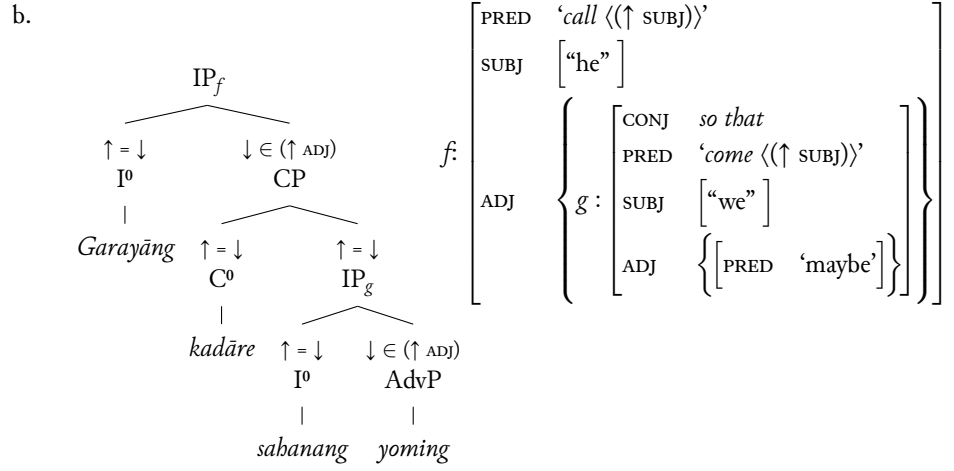 b.
IP_f
↑ = ↓ ↓ ∈ (↑ ADJ)
I⁰ CP
Garayāng ↑ = ↓ ↑ = ↓
C⁰ IP_g
kadāre ↑ = ↓ ↓ ∈ (↑ ADJ)
I⁰ AdvP
sahanang yoming
f:
PRED ‘call ⟨(↑ SUBJ)⟩’
SUBJ [“he” ]
ADJ { g : [
CONJ so that
PRED ‘come ⟨(↑ SUBJ)⟩’
SUBJ [“we” ]
ADJ {[PRED ‘maybe’]} ] }